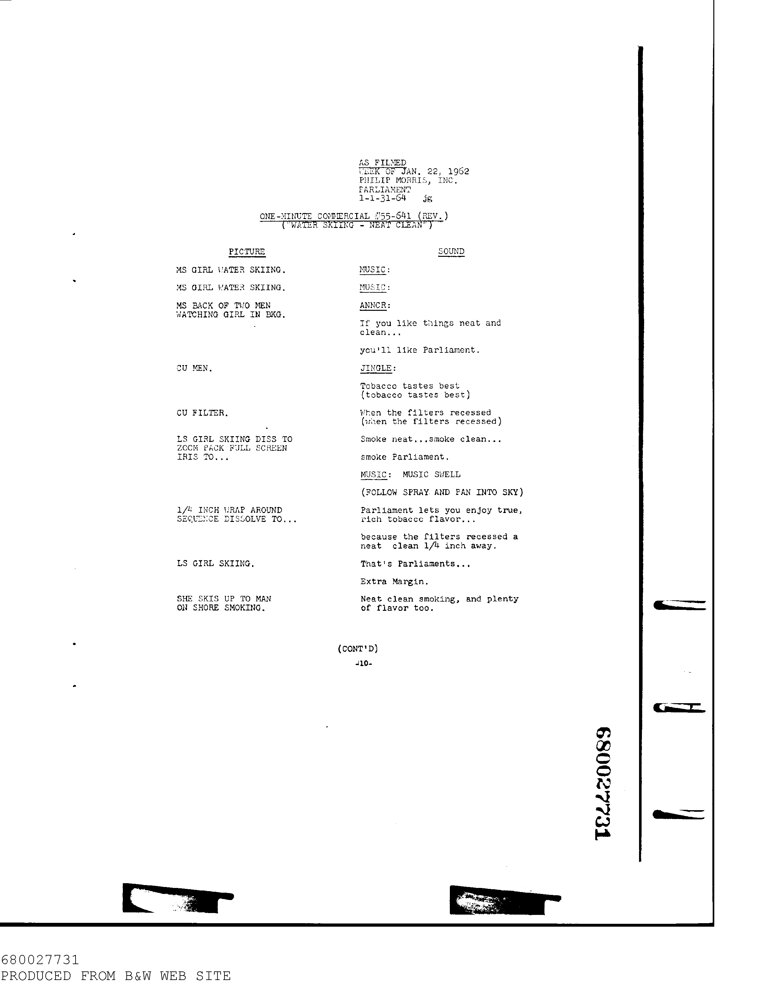 AS FILMED
WEEK OF JAN. 22, 1962
PHILIP MORRIS, INC.
PARLIAMENT
1-1-31-64 jg
ONE-MINUTE COMMERCIAL #55-641 (REV.)
("WATER SKIING - NEAT CLEAN")
PICTURE SOUND
MS GIRL WATER SKIING. MUSIC:
MS GIRL WATER SKIING. MUSIC:
MS BACK OF TWO MEN ANNCR:
WATCHING GIRL IN BKG.
If you like things neat and
clean...
you'll like Parliament.
CU MEN. JINGLE:
Tobacco tastes best
(tobacco tastes best)
CU FILTER. When the filters recessed
(when the filters recessed)
LS GIRL SKIING DISS TO Smoke neat...smoke clean...
ZOOM PACK FULL SCREEN
IRIS TO... smoke Parliament.
MUSIC: MUSIC SWELL
(FOLLOW SPRAY AND PAN INTO SKY)
1/4 INCH WRAP AROUND Parliament lets you enjoy true,
SEQUENCE DISSOLVE TO... rich tobacco flavor...
because the filters recessed a
neat clean 1/4 inch away.
LS GIRL SKIING. That's Parliaments...
Extra Margin.
SHE SKIS UP TO MAN Neat clean smoking, and plenty
ON SHORE SMOKING. of flavor too.
(CONT'D)
-10-
680027731
680027731
PRODUCED FROM B&W WEB SITE